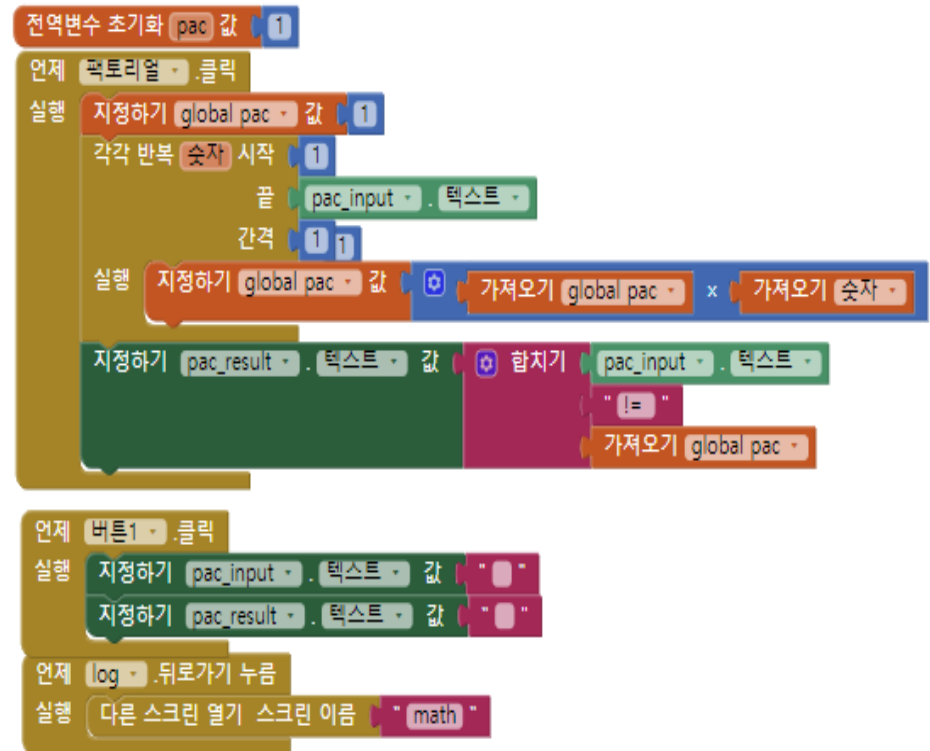 전역변수 초기화 pac 값 1
언제 팩토리얼 .클릭
실행 지정하기 global pac 값 1
각각 반복 숫자 시작 1
끝 pac_input . 텍스트
간격 1 1
실행 지정하기 global pac 값 가져오기 global pac x 가져오기 숫자
지정하기 pac_result . 텍스트 값 합치기 pac_input . 텍스트
" != "
가져오기 global pac
언제 버튼1 .클릭
실행 지정하기 pac_input . 텍스트 값 " "
지정하기 pac_result . 텍스트 값 " "
언제 log .뒤로가기 누름
실행 다른 스크린 열기 스크린 이름 " math "